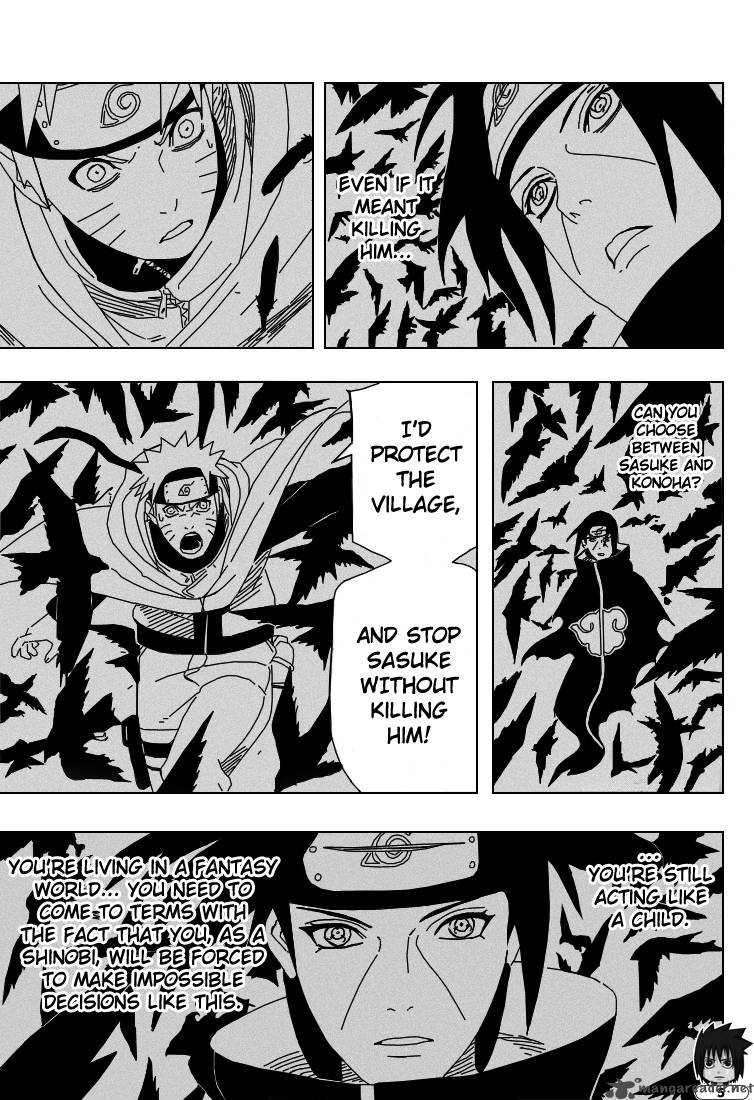 EVEN IF IT
MEANT
KILLING
HIM...
CAN YOU
CHOOSE
BETWEEN
SASUKE AND
KONOHA?
I'D
PROTECT
THE
VILLAGE,
AND STOP
SASUKE
WITHOUT
KILLING
HIM!
...
YOU'RE STILL
ACTING LIKE
A CHILD.
YOU'RE LIVING IN A FANTASY
WORLD... YOU NEED TO
COME TO TERMS WITH
THE FACT THAT YOU, AS A
SHINOBI, WILL BE FORCED
TO MAKE IMPOSSIBLE
DECISIONS LIKE THIS.
5
mangareader.net